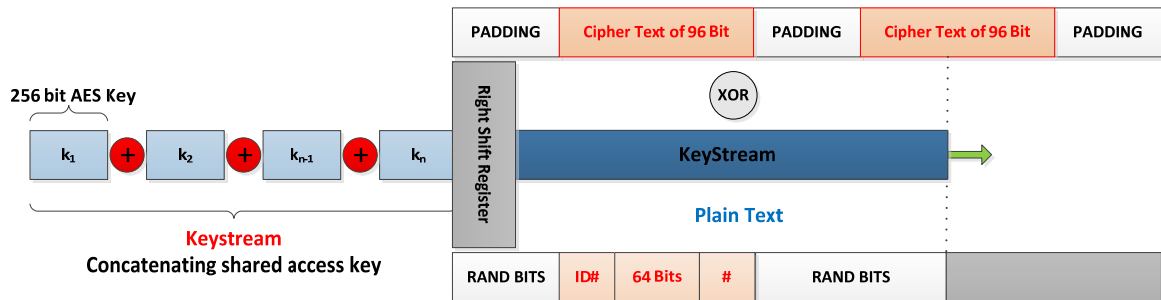 PADDING Cipher Text of 96 Bit PADDING Cipher Text of 96 Bit PADDING
256 bit AES Key
Right Shift Register
XOR
k1 + k2 + kn-1 + kn
KeyStream
Keystream
Concatenating shared access key
Plain Text
RAND BITS ID# 64 Bits # RAND BITS